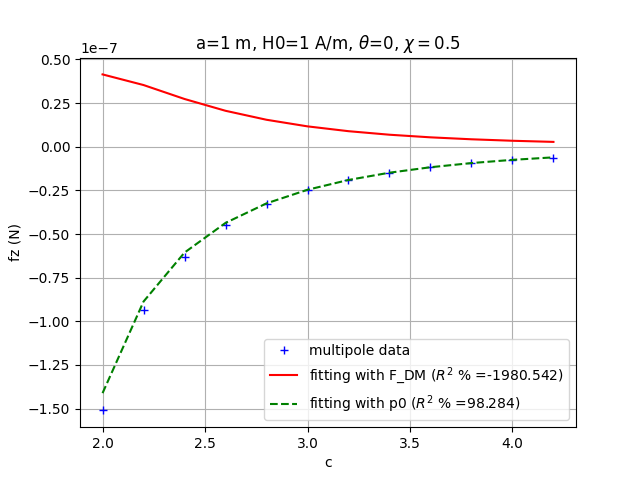 a=1 m, H0=1 A/m, θ=0, χ = 0.5
1e−7
0.50
0.25
0.00
−0.25
−0.50
−0.75
−1.00
−1.25
−1.50
fz (N)
multipole data
fitting with F_DM (R² % =-1980.542)
fitting with p0 (R² % =98.284)
2.0 2.5 3.0 3.5 4.0
c